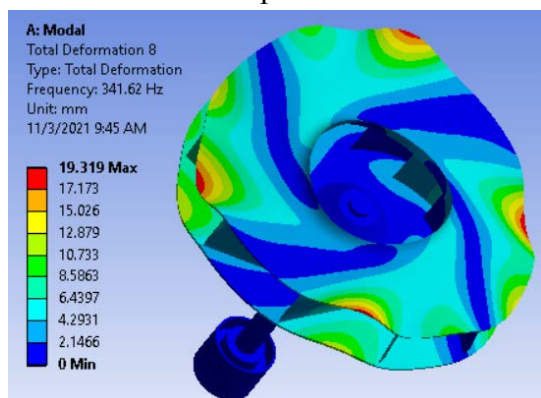 A: Modal
Total Deformation 8
Type: Total Deformation
Frequency: 341.62 Hz
Unit: mm
11/3/2021 9:45 AM
19.319 Max
17.173
15.026
12.879
10.733
8.5863
6.4397
4.2931
2.1466
0 Min